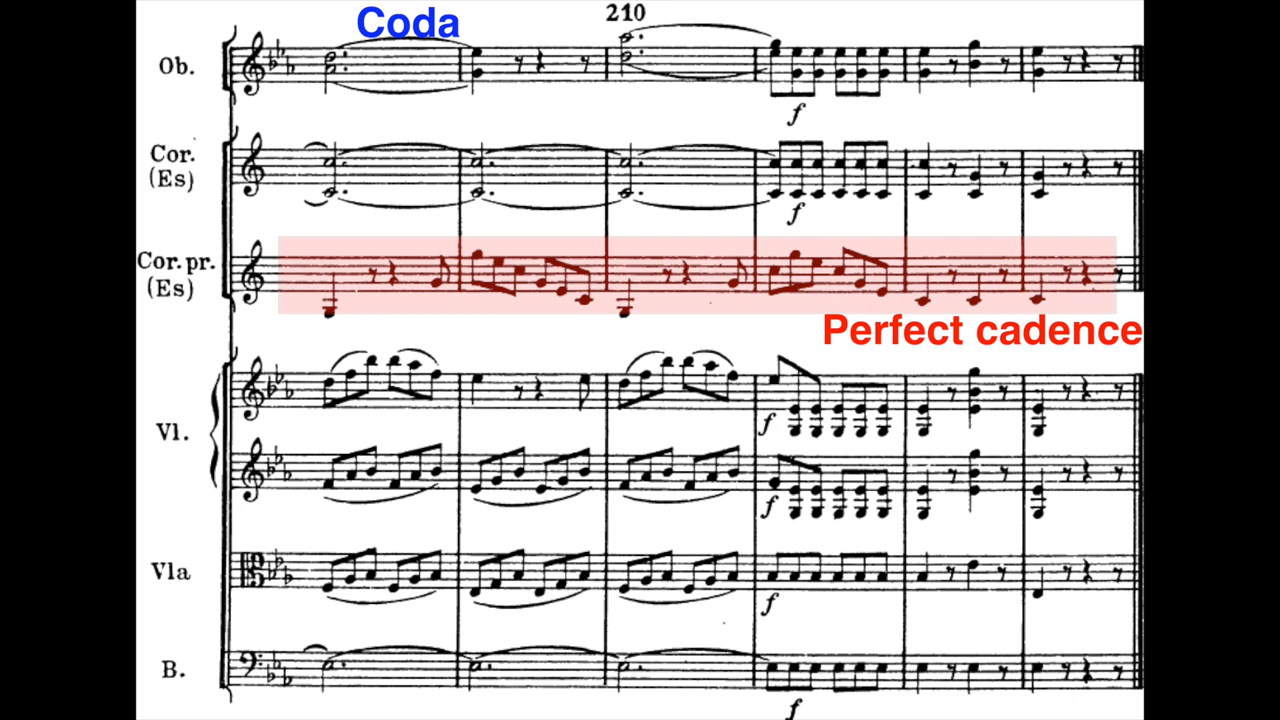 Coda
210
Ob.
f
Cor.
(Es)
f
Cor. pr.
(Es)
Perfect cadence
Vl.
f
f
Vla
f
B.
f